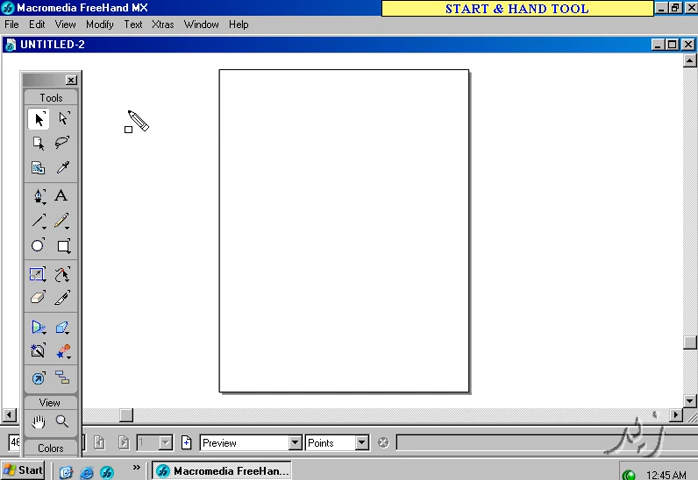 Macromedia FreeHand MX
START & HAND TOOL
File Edit View Modify Text Xtras Window Help
UNTITLED-2
Tools
A
View
Colors
1
Preview
Points
Start
»
Macromedia FreeHan...
12:45 AM